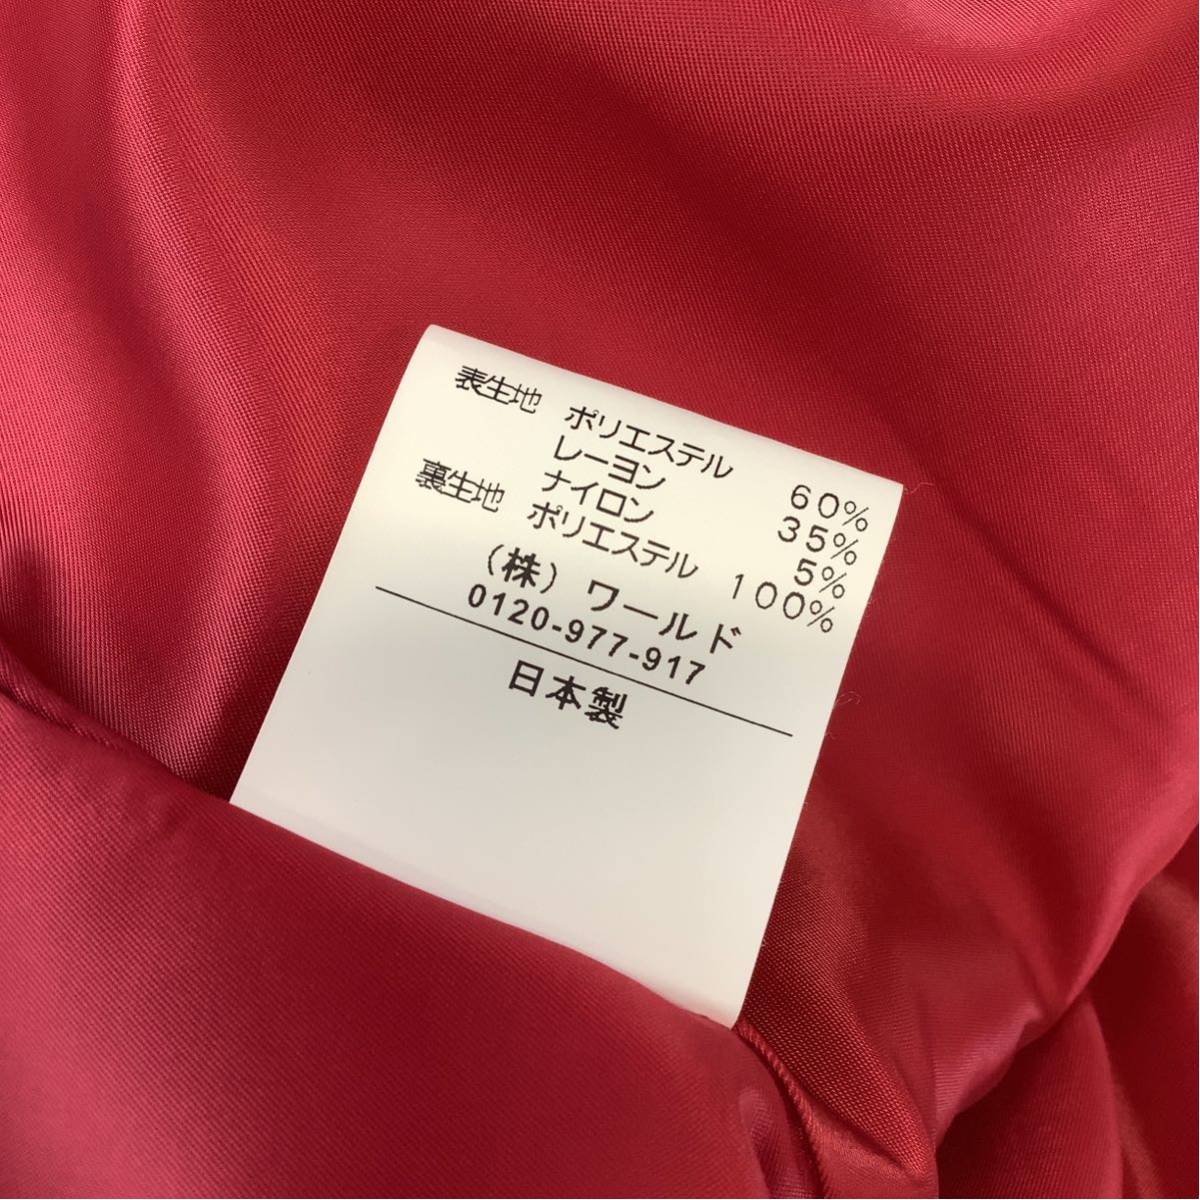 表生地 ポリエステル 60%
レーヨン 35%
ナイロン 5%
裏生地 ポリエステル 100%
(株) ワールド
0120-977-917
日本製